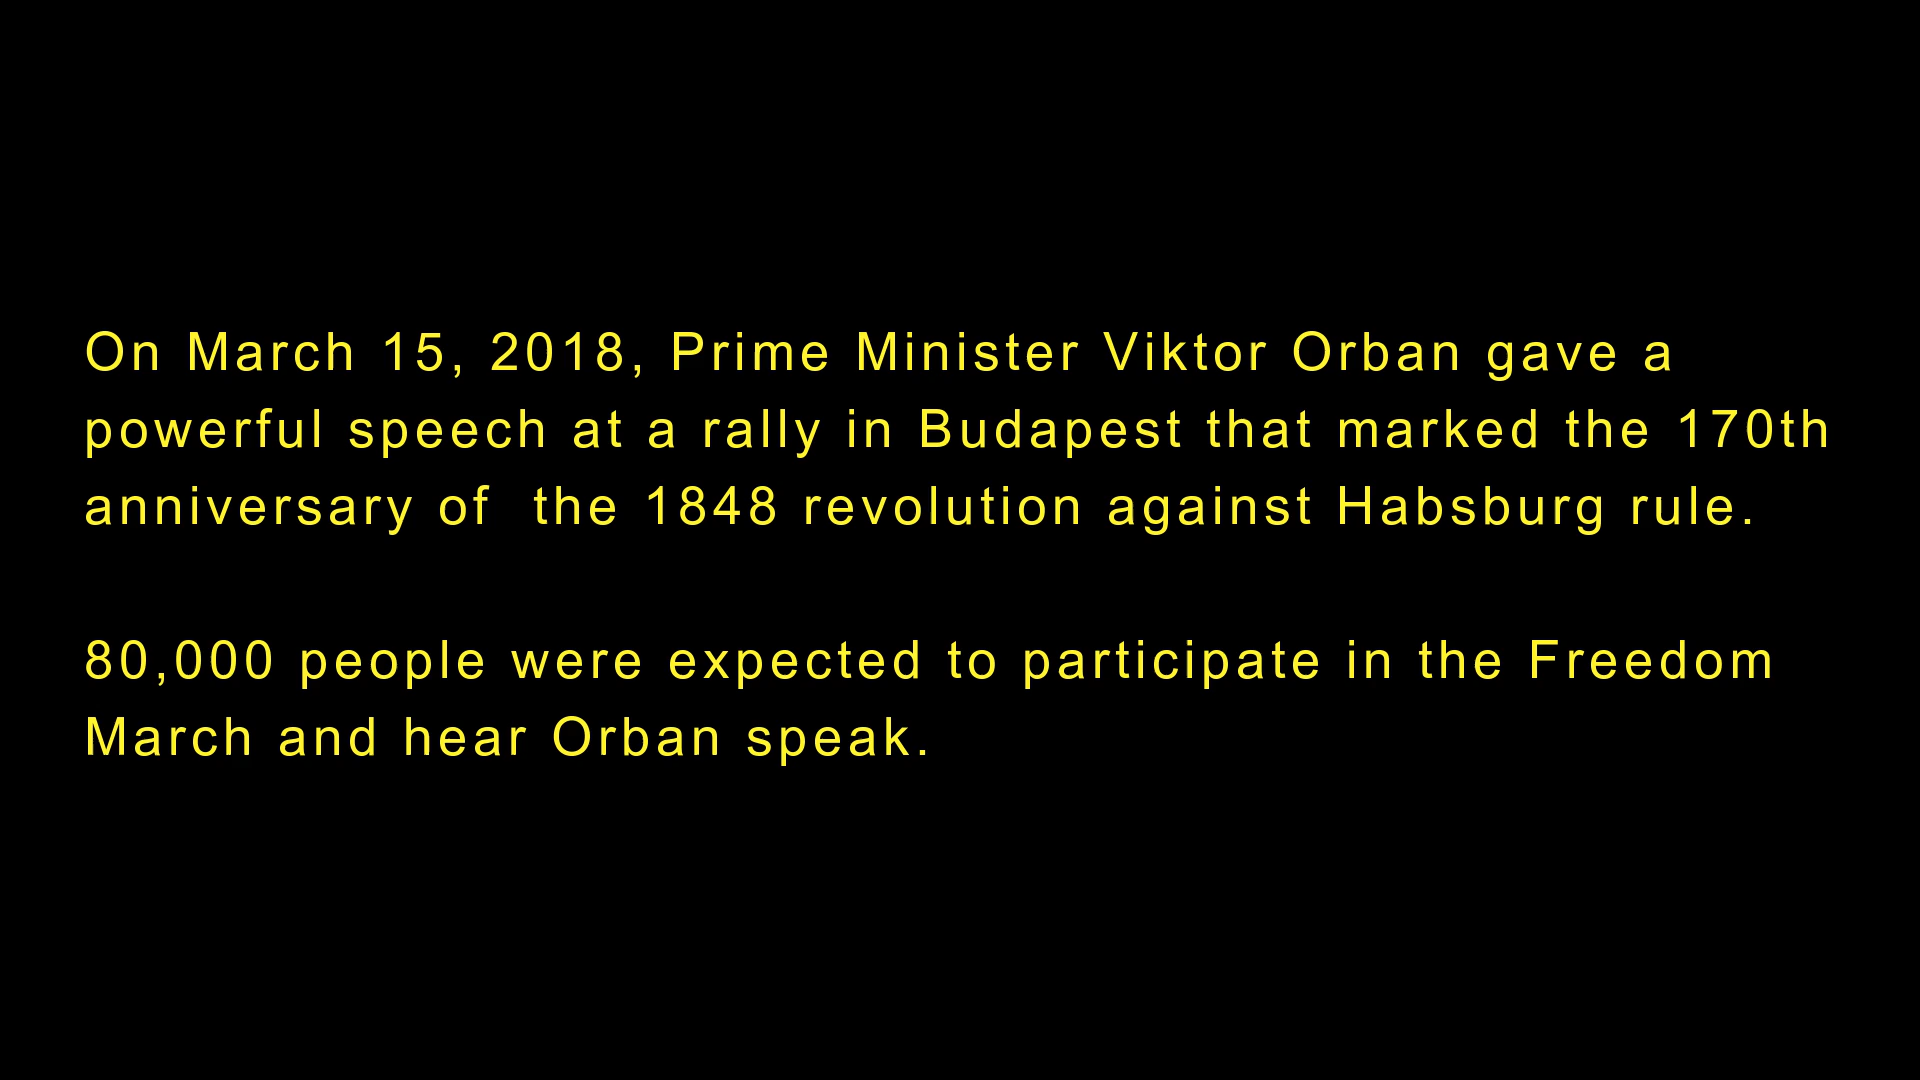 On March 15, 2018, Prime Minister Viktor Orban gave a
powerful speech at a rally in Budapest that marked the 170th
anniversary of  the 1848 revolution against Habsburg rule.
80,000 people were expected to participate in the Freedom
March and hear Orban speak.